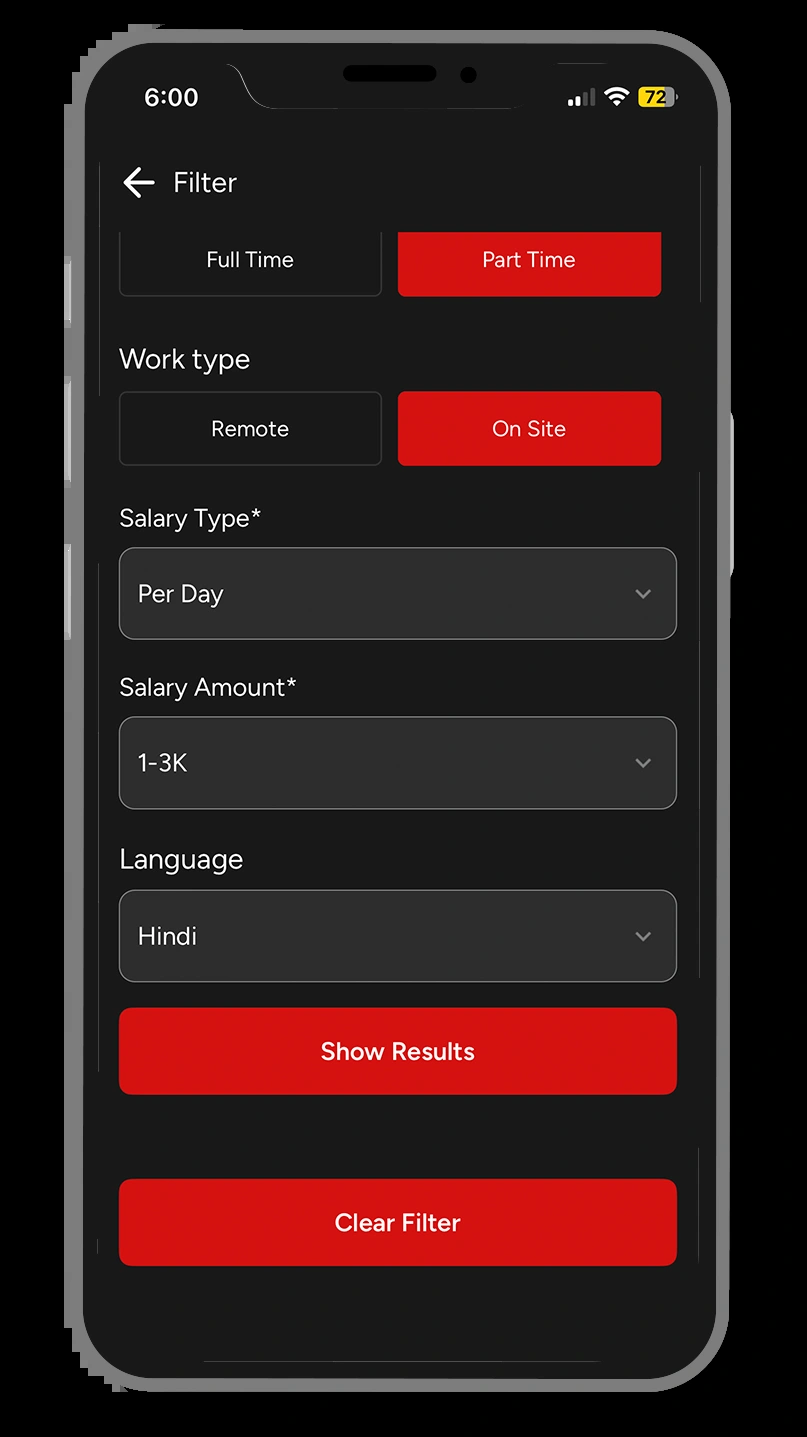 6:00
72
Filter
Full Time
Part Time
Work type
Remote
On Site
Salary Type*
Per Day
Salary Amount*
1-3K
Language
Hindi
Show Results
Clear Filter